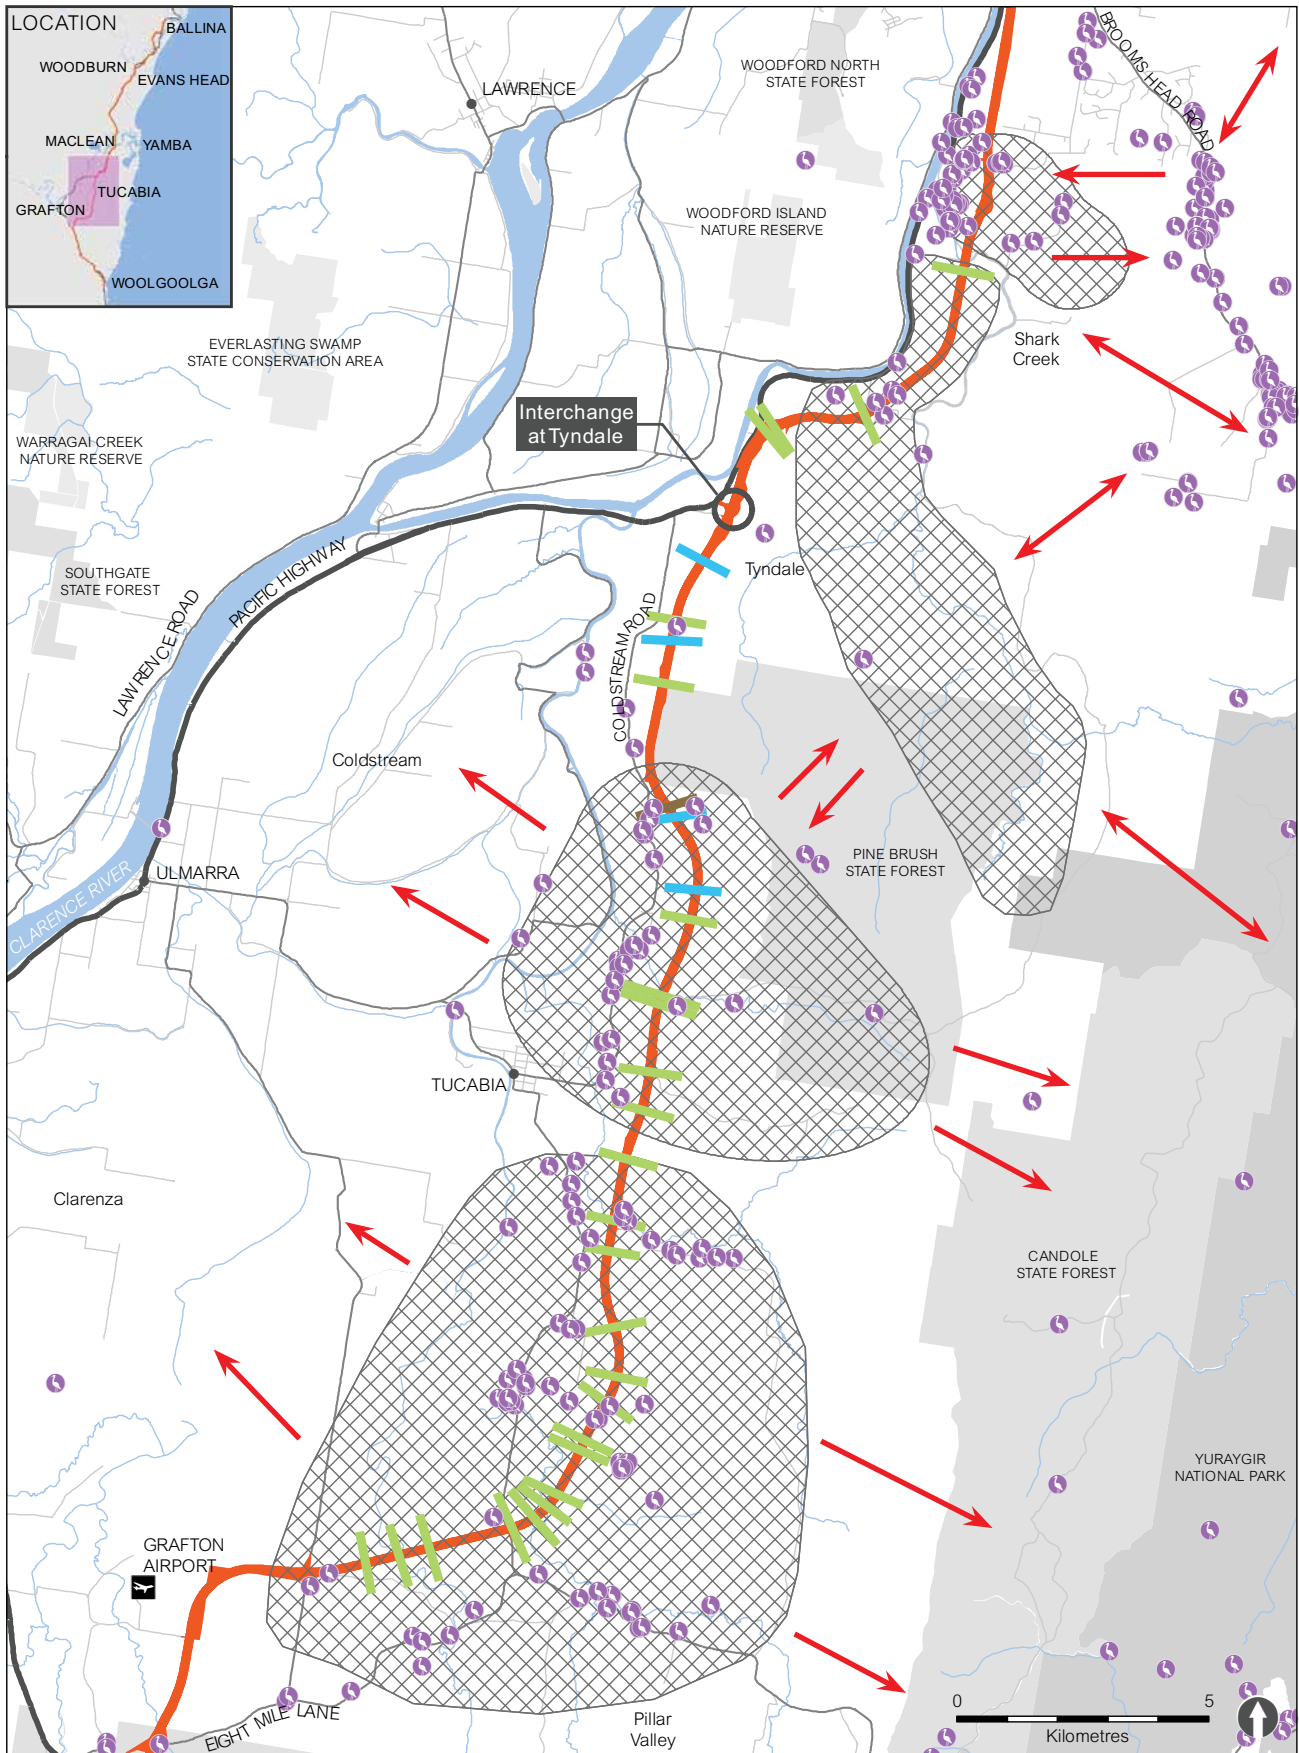 LOCATION
BALLINA
WOODBURN
EVANS HEAD
MACLEAN
YAMBA
TUCABIA
GRAFTON
WOOLGOOLGA
LAWRENCE
WOODFORD NORTH
STATE FOREST
BROOMS HEAD ROAD
WOODFORD ISLAND
NATURE RESERVE
EVERLASTING SWAMP
STATE CONSERVATION AREA
Shark
Creek
Interchange
at Tyndale
WARRAGAI CREEK
NATURE RESERVE
SOUTHGATE
STATE FOREST
LAWRENCE ROAD
PACIFIC HIGHWAY
Tyndale
COLDSTREAM ROAD
Coldstream
ULMARRA
CLARENCE RIVER
PINE BRUSH
STATE FOREST
TUCABIA
Clarenza
CANDOLE
STATE FOREST
YURAYGIR
NATIONAL PARK
GRAFTON
AIRPORT
EIGHT MILE LANE
Pillar
Valley
0 5
Kilometres